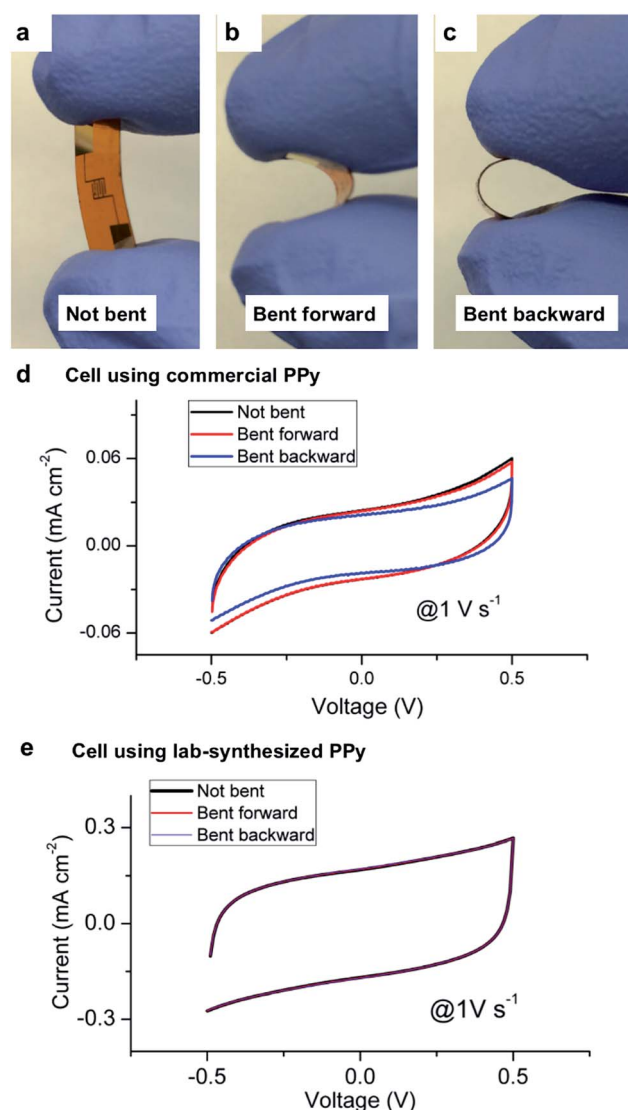 a
b
c
Not bent
Bent forward
Bent backward
d Cell using commercial PPy
Not bent
Bent forward
Bent backward
0.06
0.00
-0.06
Current (mA cm⁻²)
@1 V s⁻¹
-0.5 0.0 0.5
Voltage (V)
e Cell using lab-synthesized PPy
Not bent
Bent forward
Bent backward
0.3
0.0
-0.3
Current (mA cm⁻²)
@1V s⁻¹
-0.5 0.0 0.5
Voltage (V)